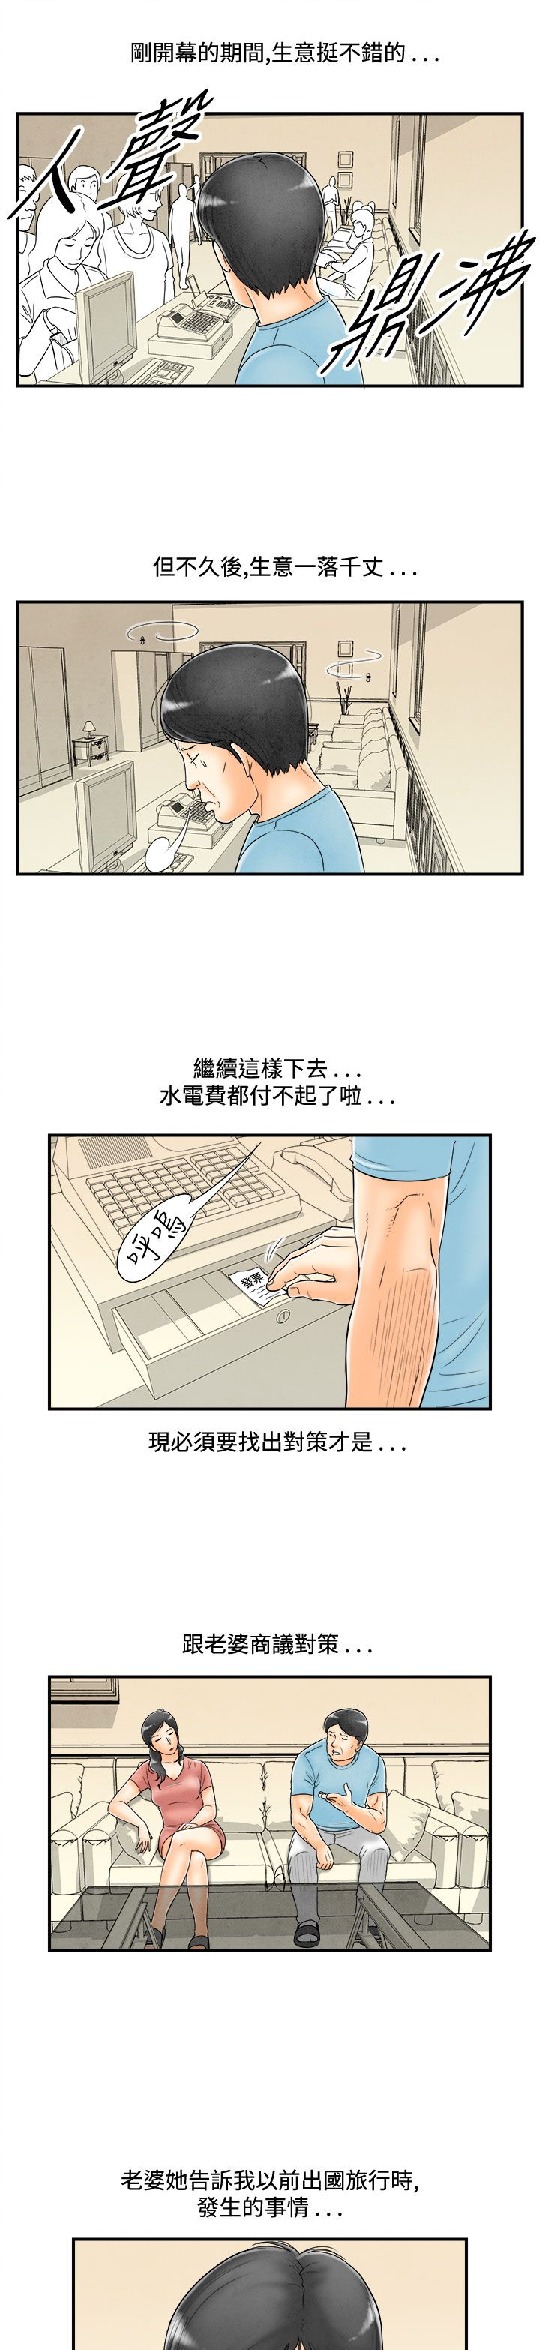 剛開幕的期間,生意挺不錯的...
人聲
鼎沸
但不久後,生意一落千丈...
繼續這樣下去...
水電費都付不起了啦...
呼嗚
發票
現必須要找出對策才是...
跟老婆商議對策...
老婆她告訴我以前出國旅行時,
發生的事情...